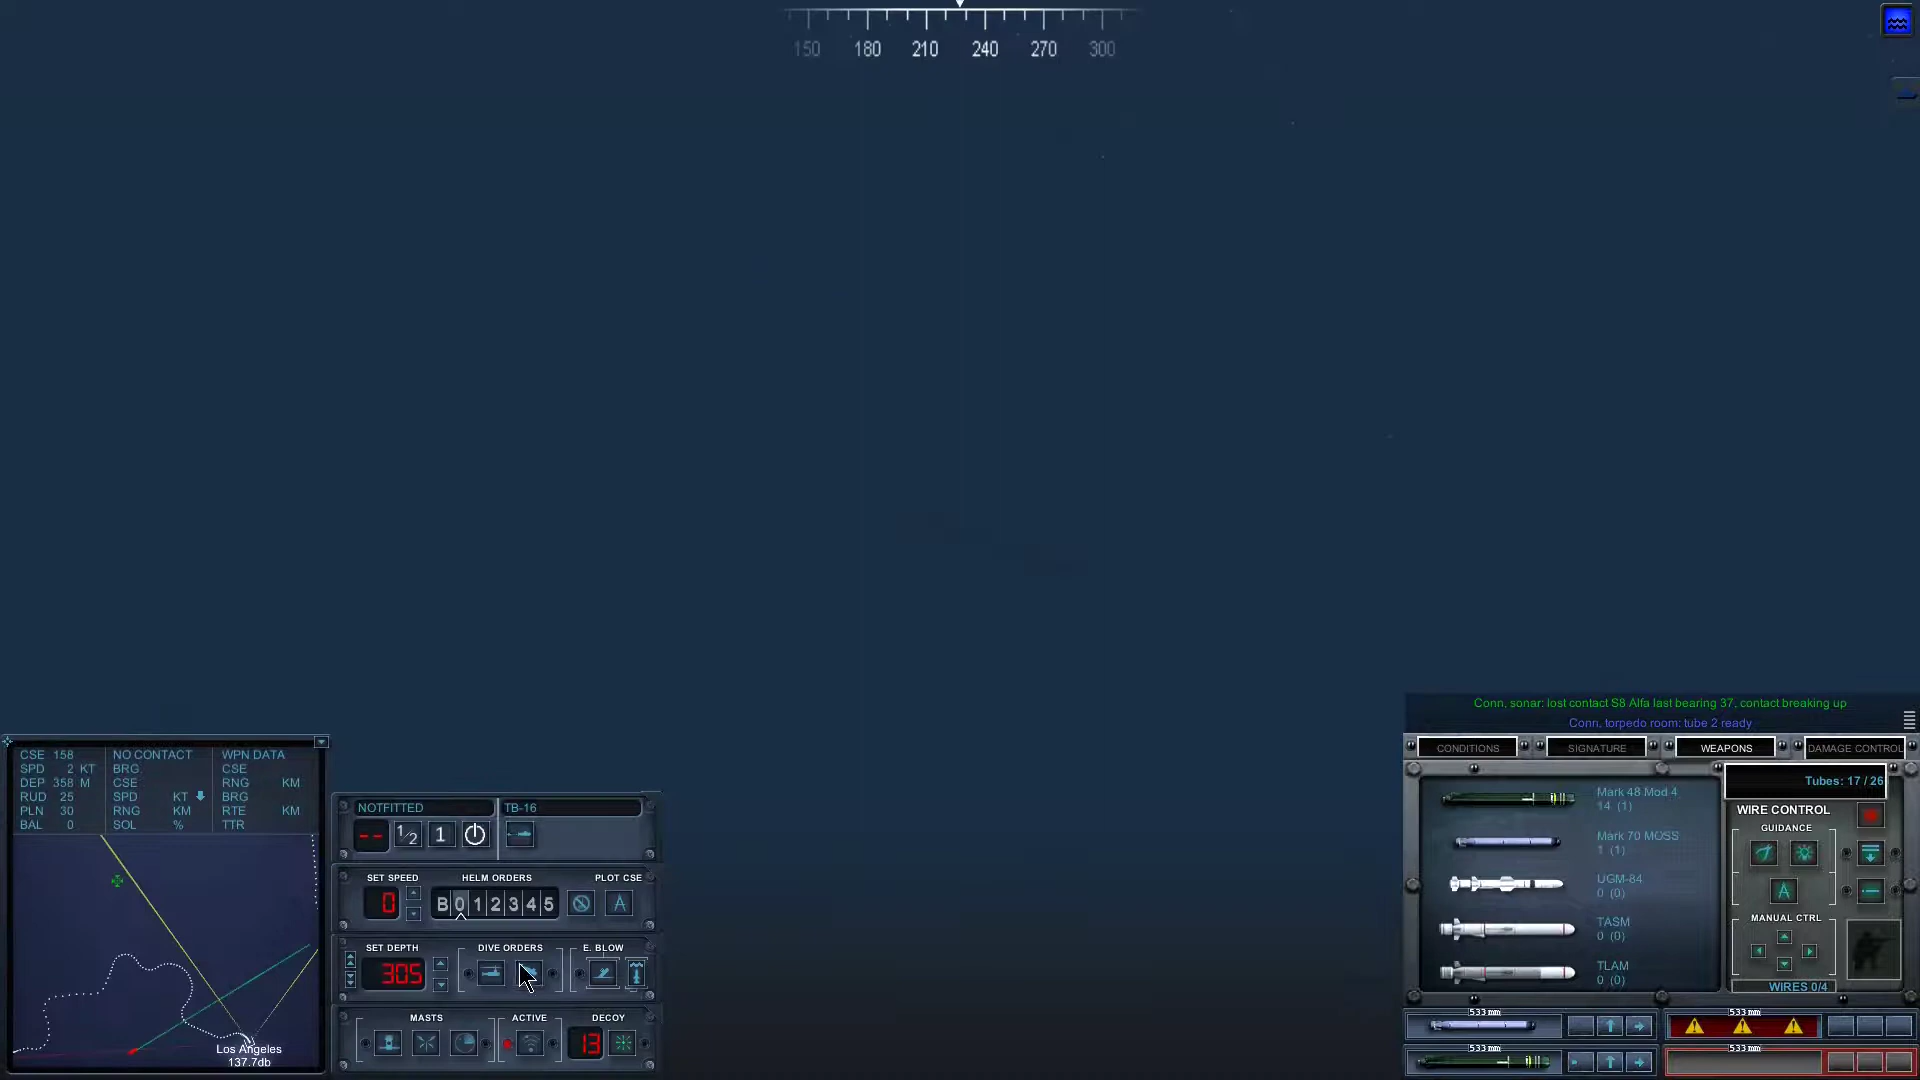 150 180 210 240 270 300
Conn, sonar: lost contact S8 Alfa last bearing 37, contact breaking up
Conn, torpedo room: tube 2 ready
CSE 158 NO CONTACT WPN DATA
SPD 2 KT BRG CSE
DEP 358 M CSE RNG KM
RUD 25 SPD KT BRG
PLN 30 RNG KM RTE KM
BAL 0 SOL % TTR
Los Angeles
137.7db
NOTFITTED TB-16
-- 1/2 1
SET SPEED HELM ORDERS PLOT CSE
0 B 0 1 2 3 4 5
SET DEPTH DIVE ORDERS E. BLOW
305
MASTS ACTIVE DECOY
13
CONDITIONS SIGNATURE WEAPONS DAMAGE CONTROL
Tubes: 17 / 26
Mark 48 Mod 4
14 (1)
Mark 70 MOSS
1 (1)
UGM-84
0 (0)
TASM
0 (0)
TLAM
0 (0)
WIRE CONTROL
GUIDANCE
MANUAL CTRL
WIRES 0/4
533 mm 533 mm
533 mm 533 mm